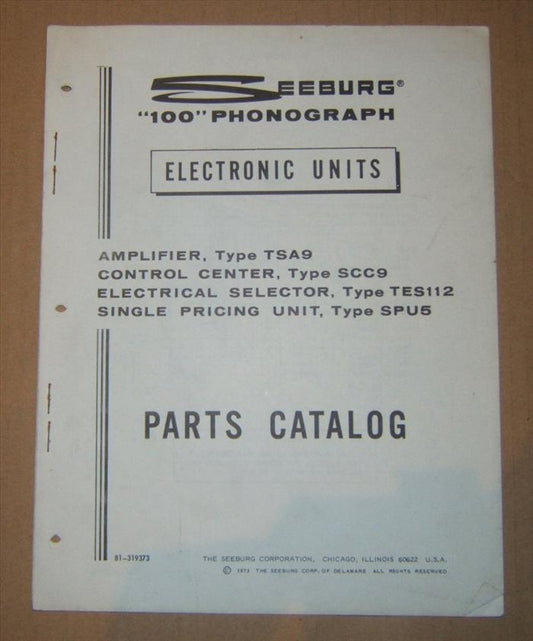 SEEBURG®
"100" PHONOGRAPH
ELECTRONIC UNITS
AMPLIFIER, Type TSA9
CONTROL CENTER, Type SCC9
ELECTRICAL SELECTOR, Type TES112
SINGLE PRICING UNIT, Type SPU5
PARTS CATALOG
81-319373
THE SEEBURG CORPORATION, CHICAGO, ILLINOIS 60622 U.S.A.
© 1973 THE SEEBURG CORP. OF DELAWARE ALL RIGHTS RESERVED